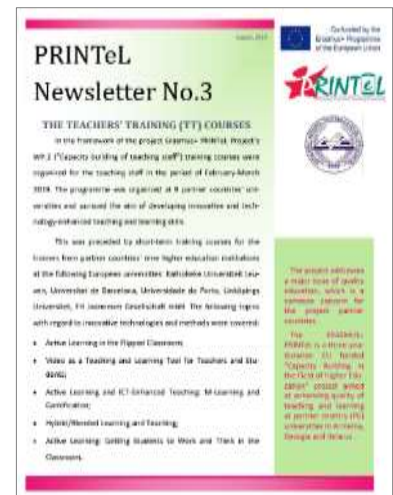 August, 2019
PRINTeL
Newsletter No.3
THE TEACHERS' TRAINING (TT) COURSES
In the framework of the project Erasmus+ PRINTeL Project's
WP.2 ("Capacity building of teaching staff") training courses were
organized for the teaching staff in the period of February-March
2019. The programme was organized at 9 partner countries' uni-
versities and pursued the aim of developing innovative and tech-
nology-enhanced teaching and learning skills.
This was preceded by short-term training courses for the
trainers from partner countries' nine higher education institutions
at the following European universities: Katholieke Universiteit Leu-
ven, Universitat de Barcelona, Universidade do Porto, Linköpings
Universitet, FH Joanneum Gesellschaft mbH. The following topics
with regard to innovative technologies and methods were covered:
• Active Learning in the Flipped Classroom;
• Video as a Teaching and Learning Tool for Teachers and Stu-
dents;
• Active Learning and ICT-Enhanced Teaching: M-Learning and
Gamification;
• Hybrid/Blended Learning and Teaching;
• Active Learning: Getting Students to Work and Think in the
Classroom.
Co-funded by the
Erasmus+ Programme
of the European Union
PRINTeL
The project addresses
a major issue of quality
education, which is a
common concern for
the project partner
countries.
The ERASMUS+
PRINTeL is a three-year
duration EU funded
"Capacity Building in
the field of Higher Edu-
cation" project aimed
at enhancing quality of
teaching and learning
at partner country (PC)
universities in Armenia,
Georgia and Belarus.